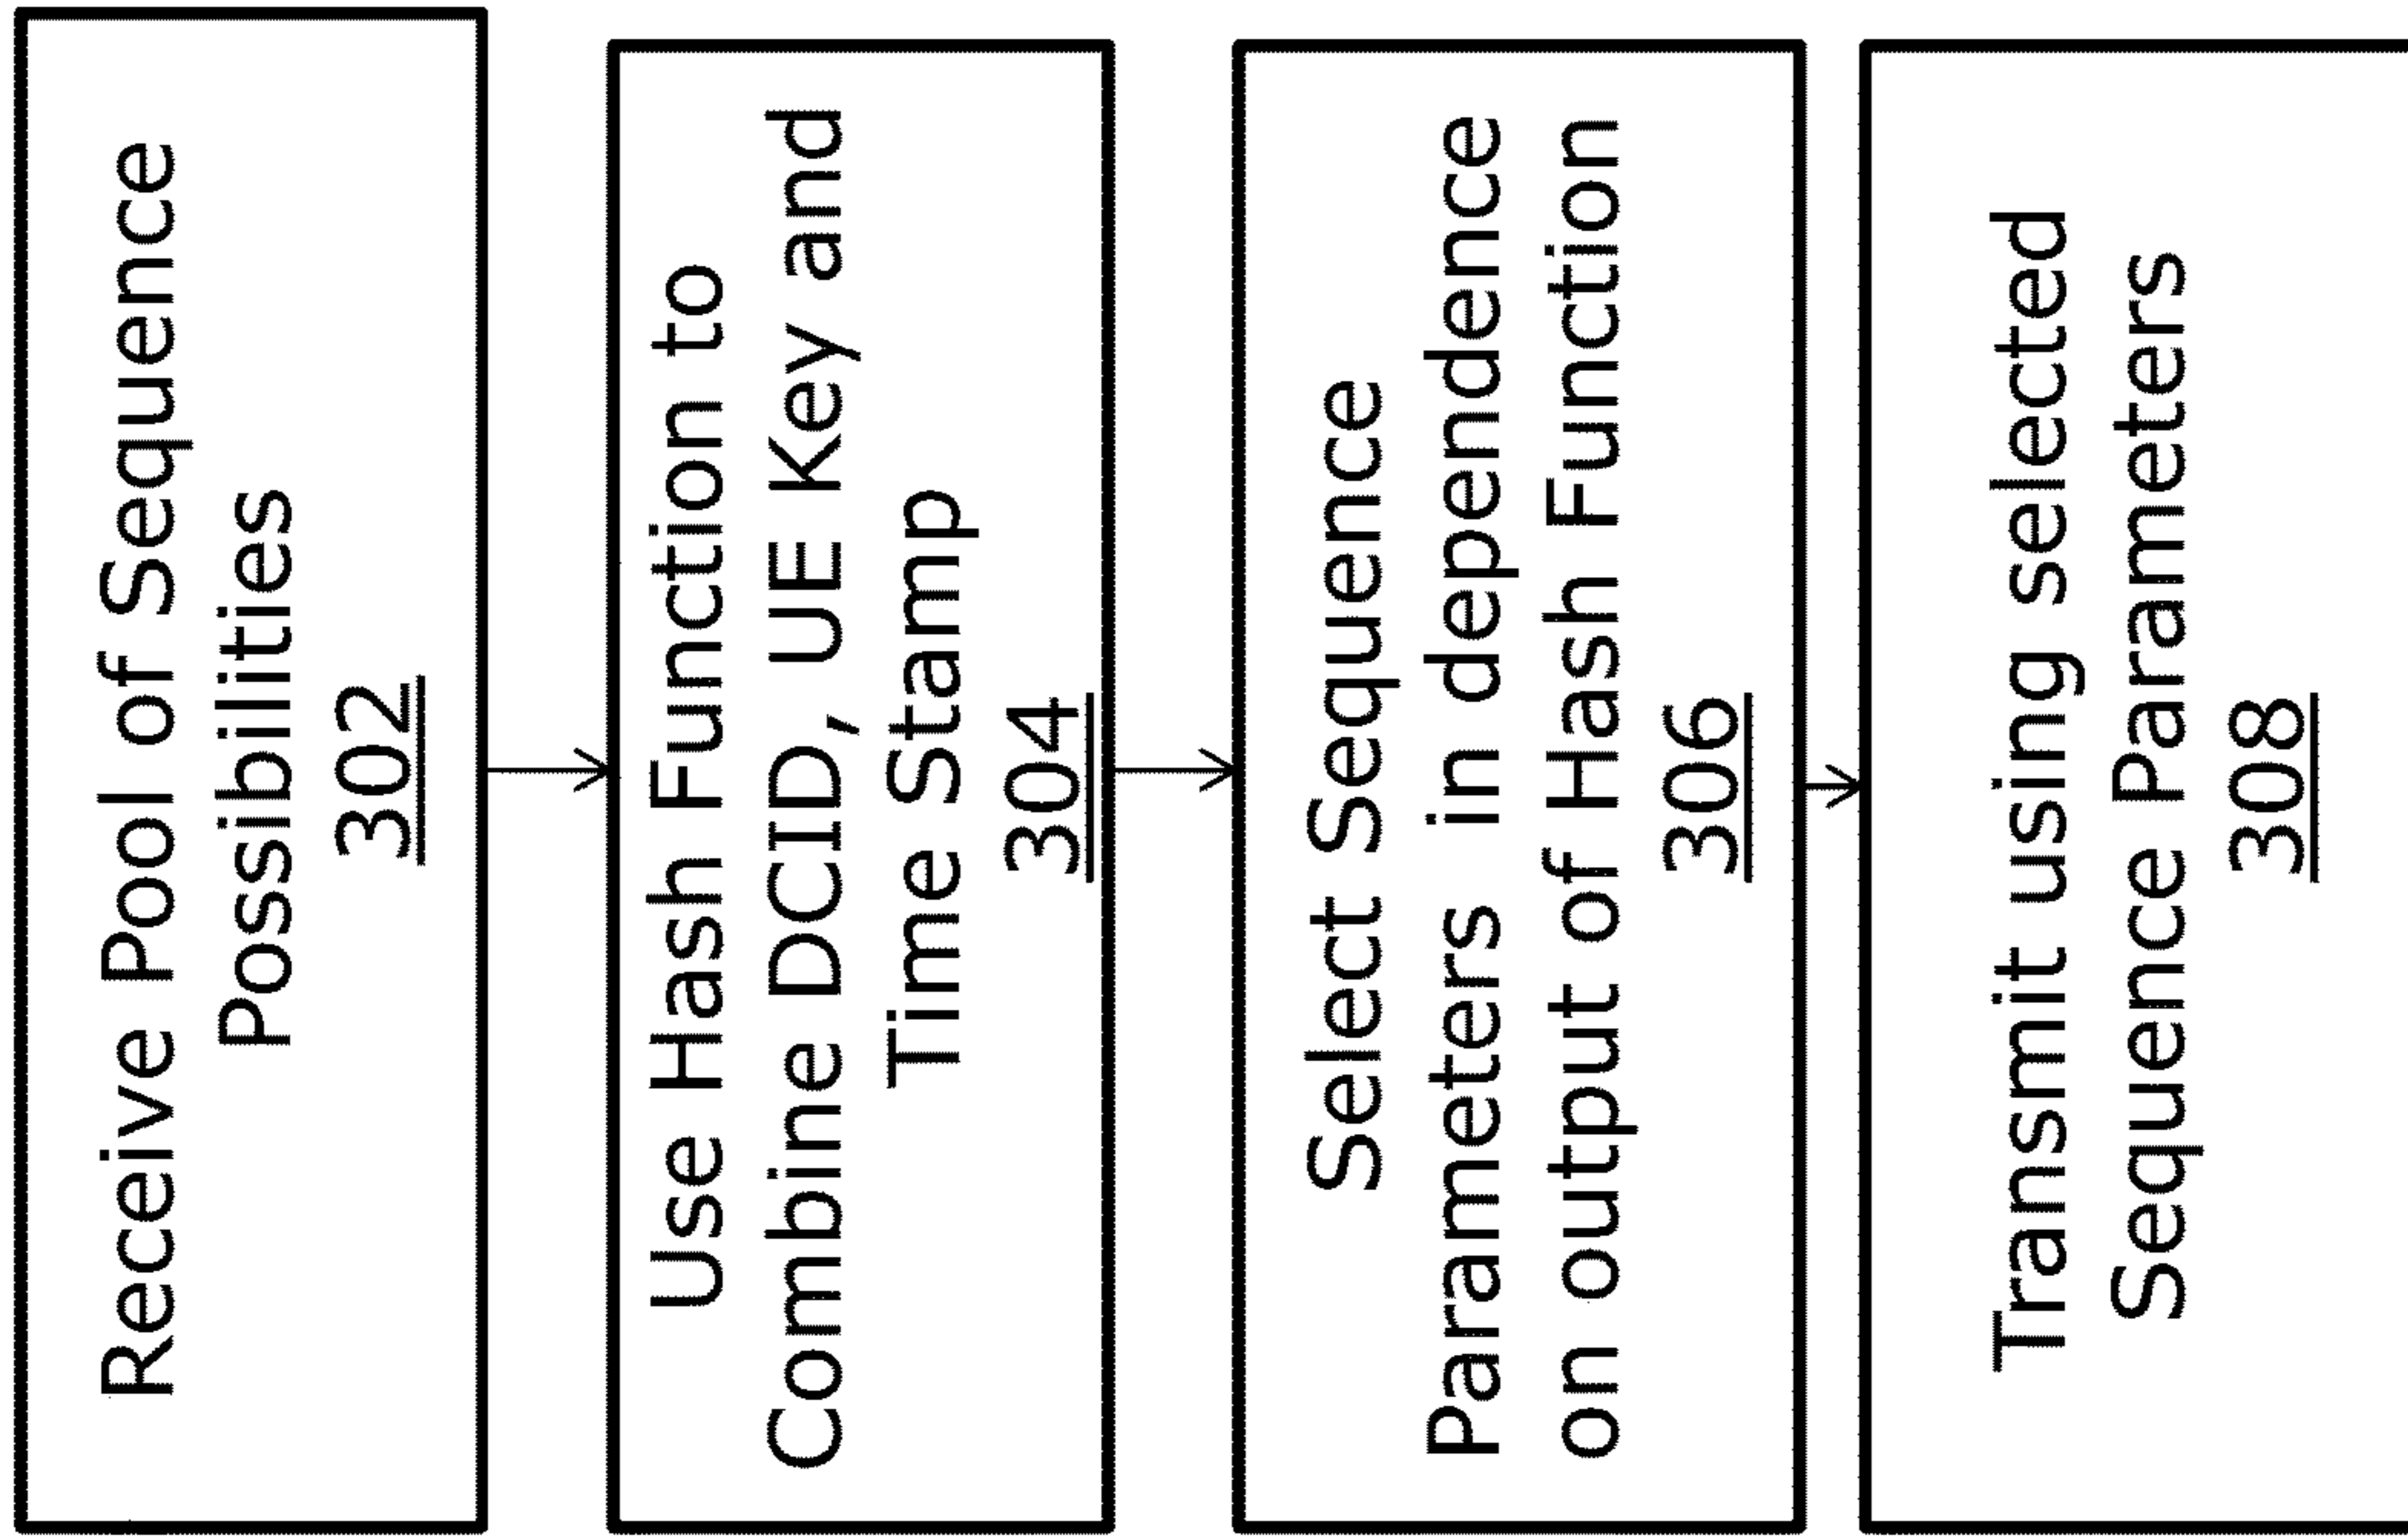 Receive Pool of Sequence
Possibilities
302
Use Hash Function to
Combine DCID, UE Key and
Time Stamp
304
Select Sequence
Parameters in dependence
on output of Hash Function
306
Transmit using selected
Sequence Parameters
308